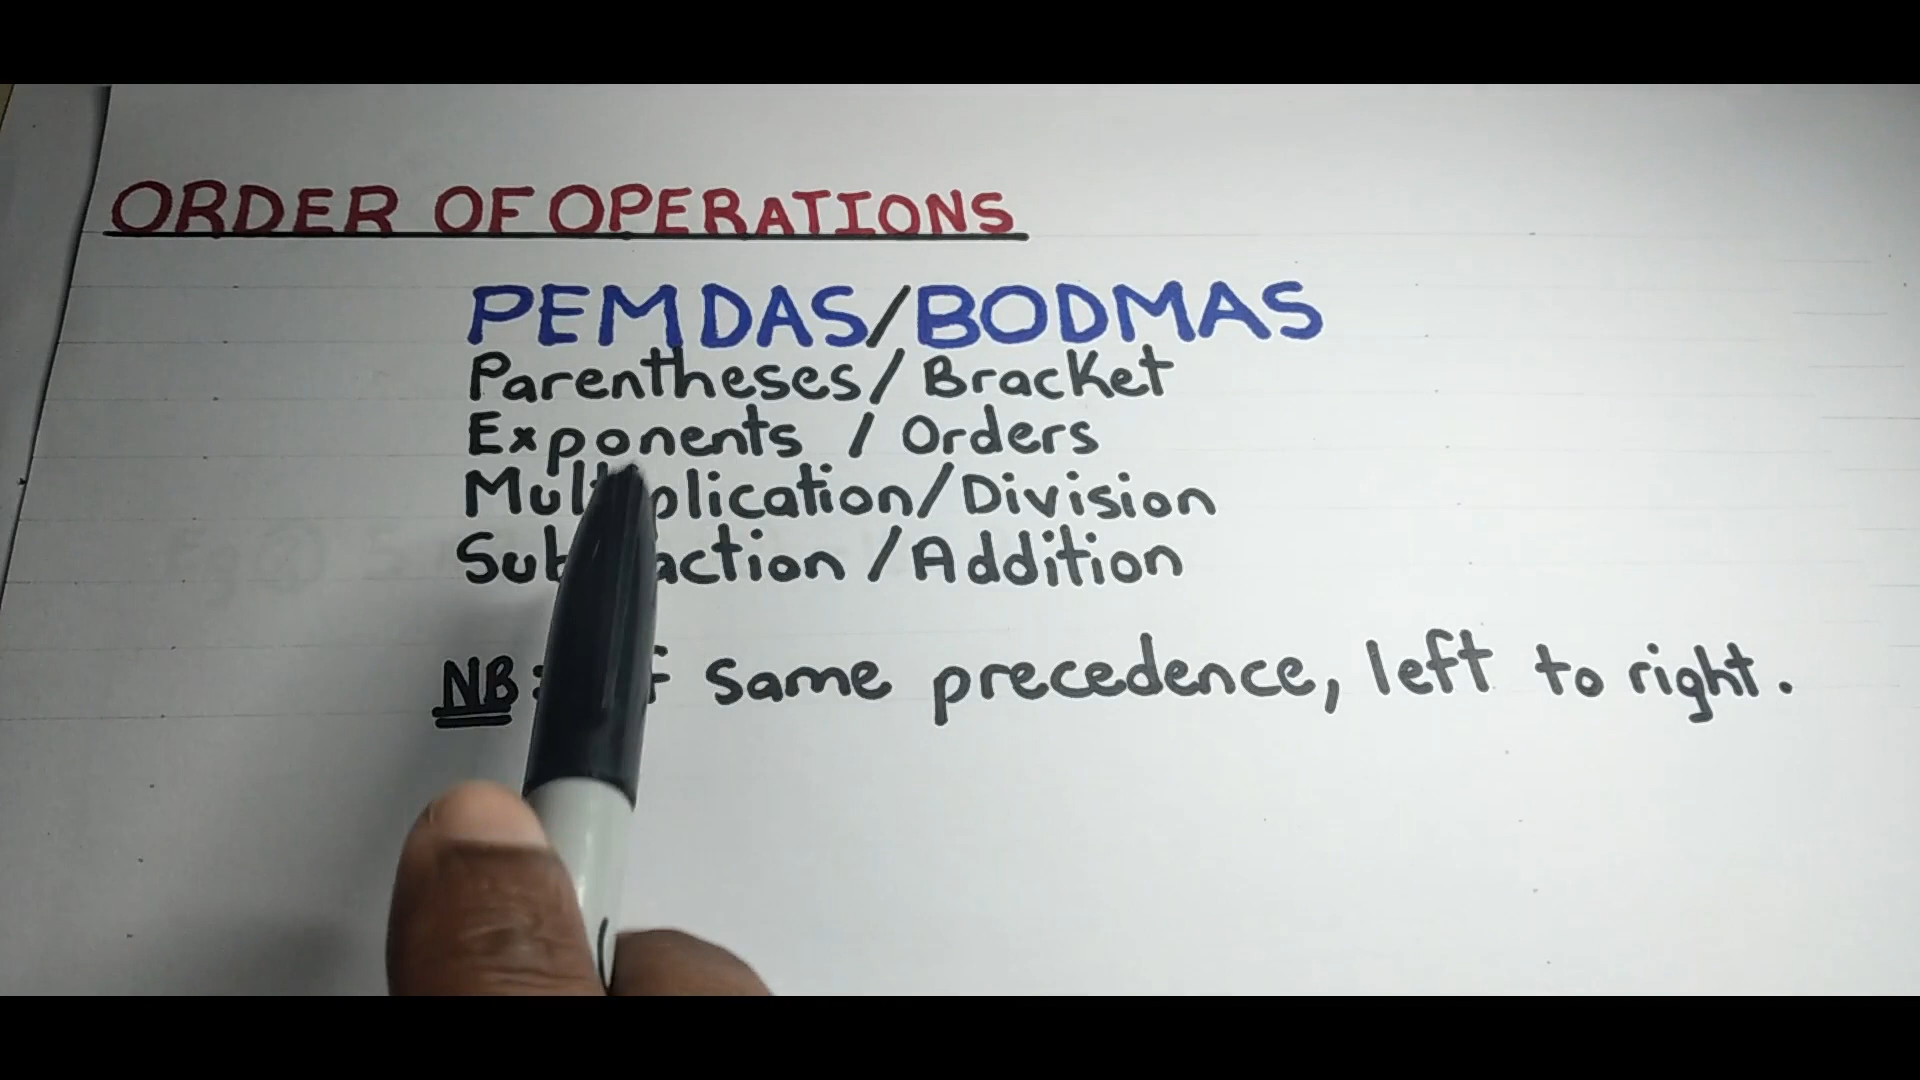 ORDER OF OPERATIONS
PEMDAS/BODMAS
Parentheses/Bracket
Exponents / Orders
/Division
/Addition
NB: same precedence, left to right.